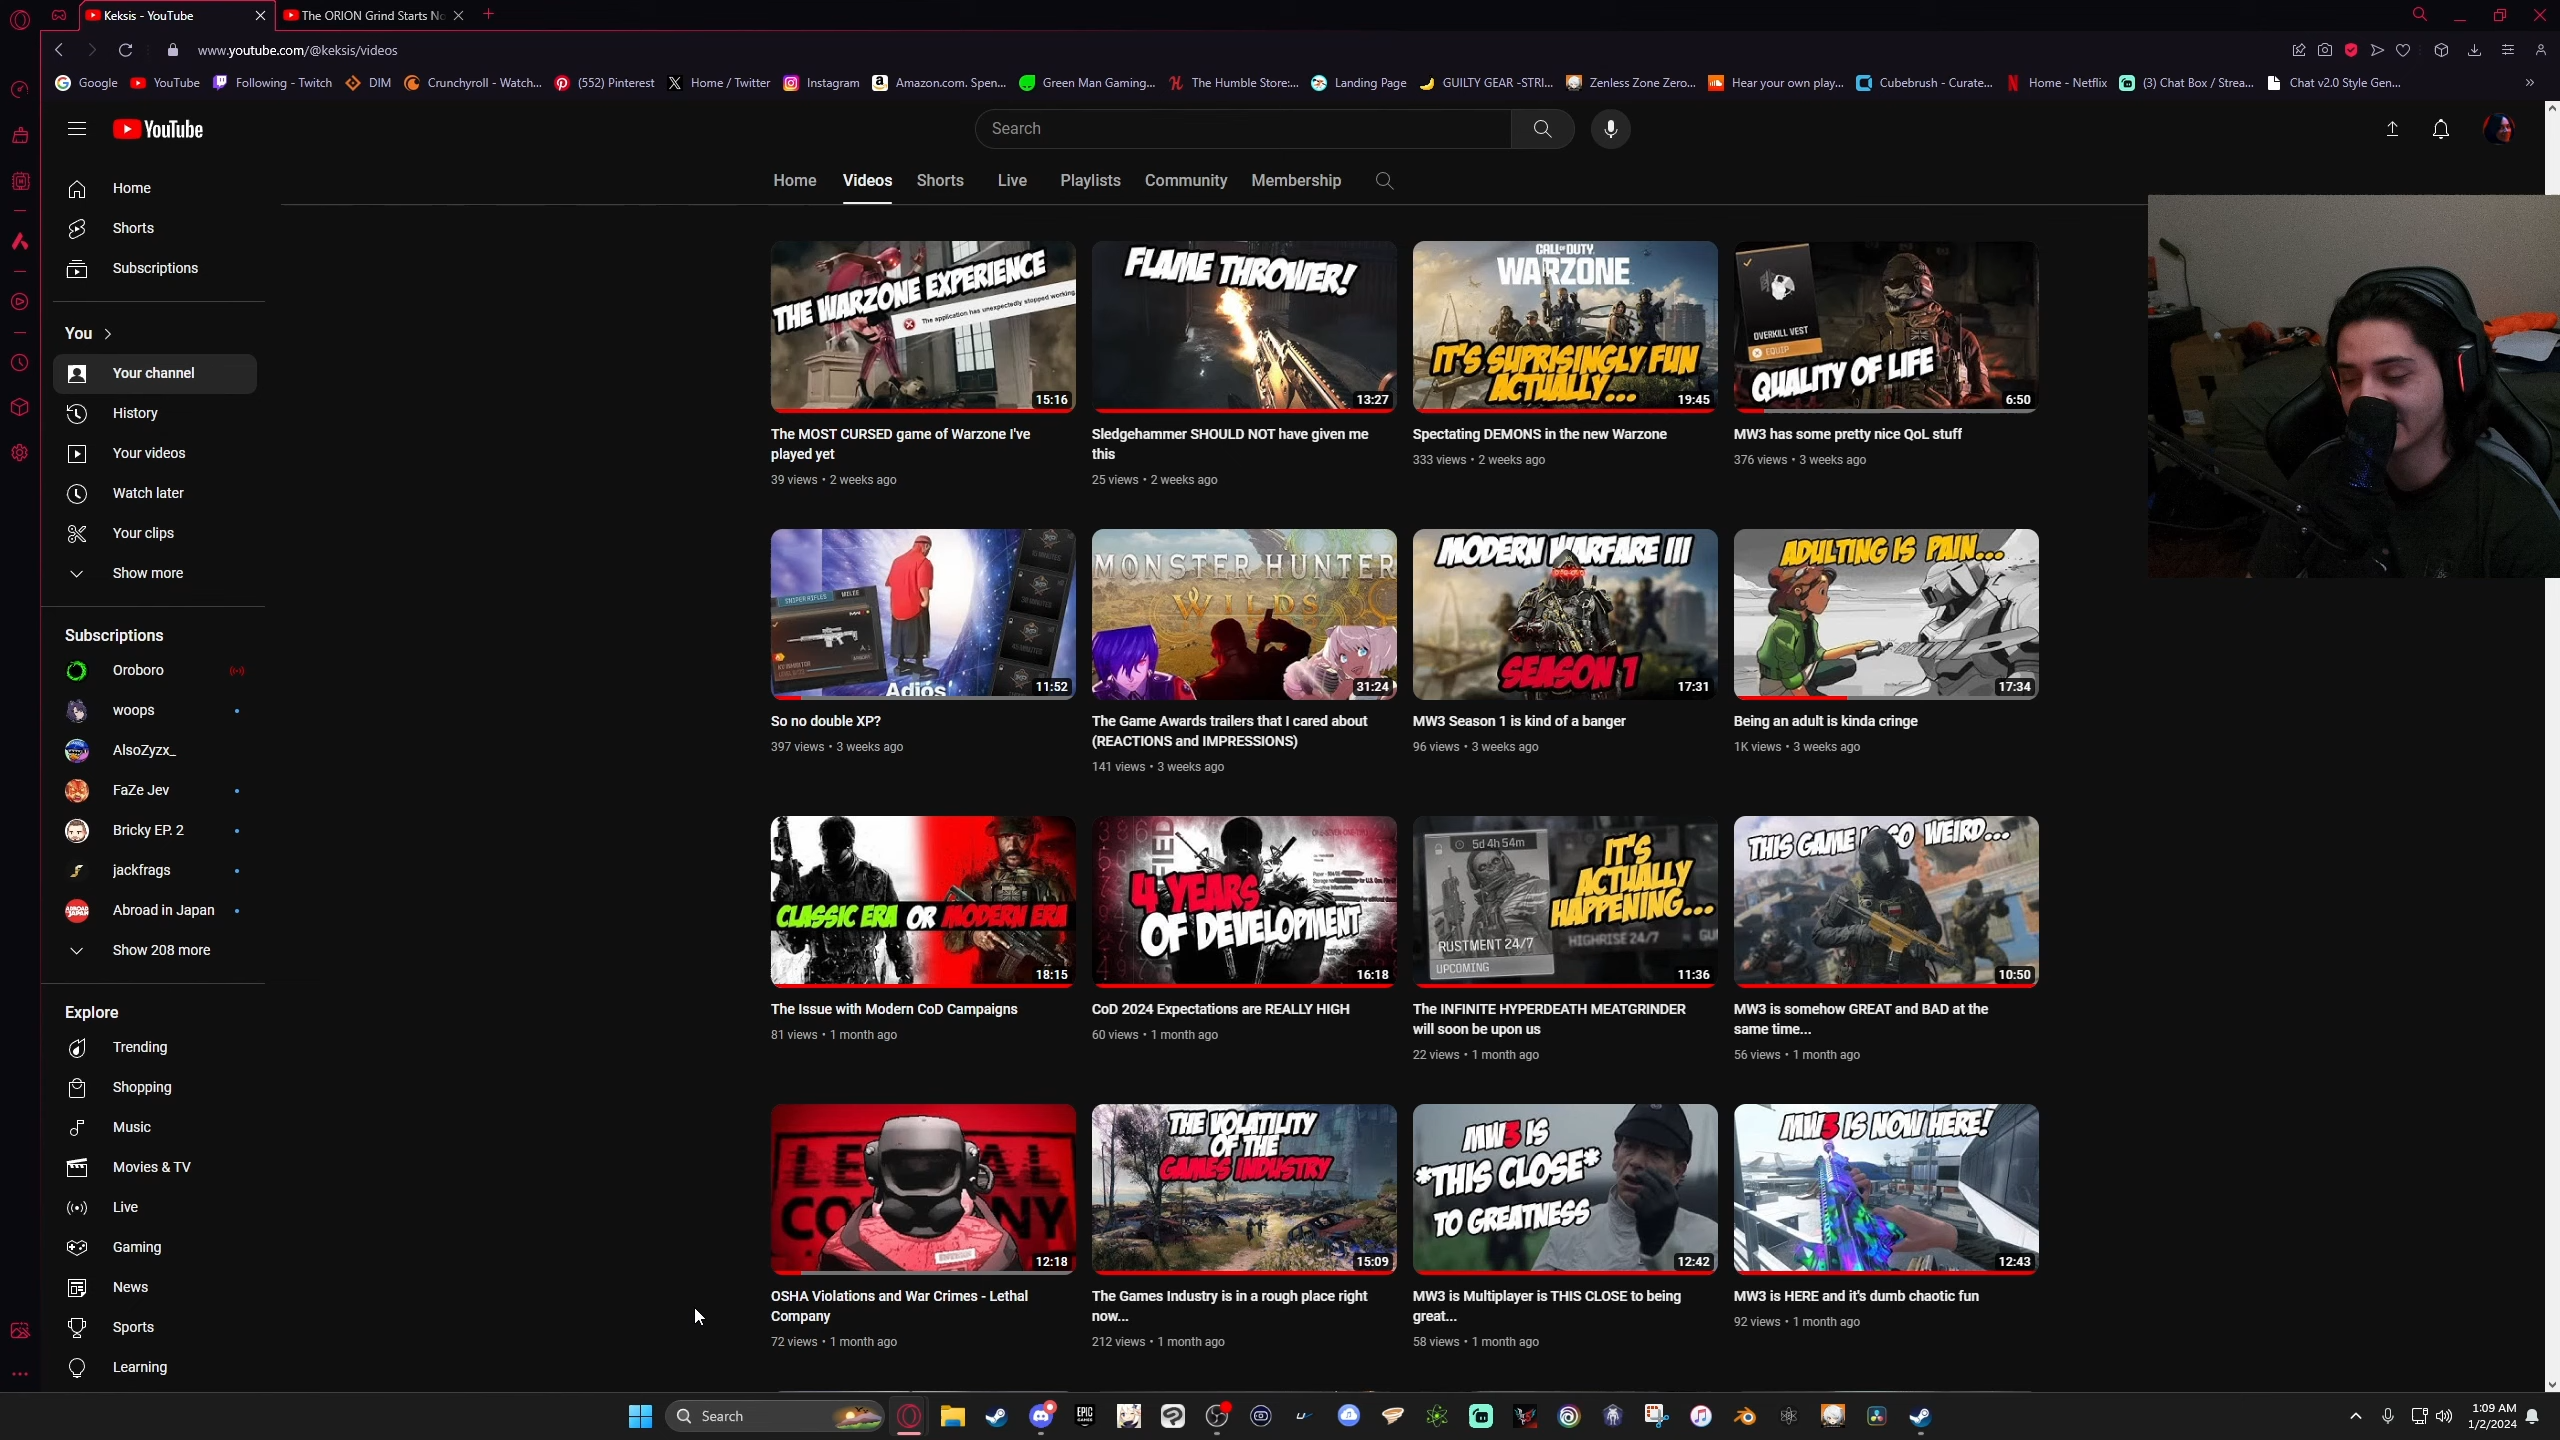 Keksis - YouTube
The ORION Grind Starts No
www.youtube.com/@keksis/videos
Google
YouTube
Following - Twitch
DIM
Crunchyroll - Watch...
(552) Pinterest
Home / Twitter
Instagram
Amazon.com. Spen...
Green Man Gaming...
The Humble Store:...
Landing Page
GUILTY GEAR -STRI...
Zenless Zone Zero...
Hear your own play...
Cubebrush - Curate...
Home - Netflix
(3) Chat Box / Strea...
Chat v2.0 Style Gen...
YouTube
Search
Home
Videos
Shorts
Live
Playlists
Community
Membership
Home
Shorts
Subscriptions
You
Your channel
History
Your videos
Watch later
Your clips
Show more
Subscriptions
Oroboro
woops
AlsoZyzx_
FaZe Jev
Bricky EP. 2
jackfrags
Abroad in Japan
Show 208 more
Explore
Trending
Shopping
Music
Movies & TV
Live
Gaming
News
Sports
Learning
THE WARZONE EXPERIENCE
The application has unexpectedly stopped working.
15:16
The MOST CURSED game of Warzone I've
played yet
39 views • 2 weeks ago
FLAME THROWER!
13:27
Sledgehammer SHOULD NOT have given me
this
25 views • 2 weeks ago
CALL OF DUTY
WARZONE
IT'S SUPRISINGLY FUN
ACTUALLY...
19:45
Spectating DEMONS in the new Warzone
333 views • 2 weeks ago
OVERKILL VEST
EQUIP
QUALITY OF LIFE
6:50
MW3 has some pretty nice QoL stuff
376 views • 3 weeks ago
SNIPER RIFLES
MELEE
Adiós
11:52
So no double XP?
397 views • 3 weeks ago
MONSTER HUNTER
WILDS
31:24
The Game Awards trailers that I cared about
(REACTIONS and IMPRESSIONS)
141 views • 3 weeks ago
MODERN WARFARE III
SEASON 1
17:31
MW3 Season 1 is kind of a banger
96 views • 3 weeks ago
ADULTING IS PAIN...
17:34
Being an adult is kinda cringe
1K views • 3 weeks ago
CLASSIC ERA OR MODERN ERA
18:15
The Issue with Modern CoD Campaigns
81 views • 1 month ago
4 YEARS
OF DEVELOPMENT
16:18
CoD 2024 Expectations are REALLY HIGH
60 views • 1 month ago
5d 4h 54m
IT'S
ACTUALLY
HAPPENING...
RUSTMENT 24/7
HIGHRISE 24/7
UPCOMING
11:36
The INFINITE HYPERDEATH MEATGRINDER
will soon be upon us
22 views • 1 month ago
THIS GAME IS SO WEIRD...
10:50
MW3 is somehow GREAT and BAD at the
same time...
56 views • 1 month ago
LETHAL
COMPANY
12:18
OSHA Violations and War Crimes - Lethal
Company
72 views • 1 month ago
THE VOLATILITY
OF THE
GAMES INDUSTRY
15:09
The Games Industry is in a rough place right
now...
212 views • 1 month ago
MW3 IS
*THIS CLOSE*
TO GREATNESS
12:42
MW3 is Multiplayer is THIS CLOSE to being
great...
58 views • 1 month ago
MW3 IS NOW HERE!
12:43
MW3 is HERE and it's dumb chaotic fun
92 views • 1 month ago
Search
EPIC
GAMES
1:09 AM
1/2/2024